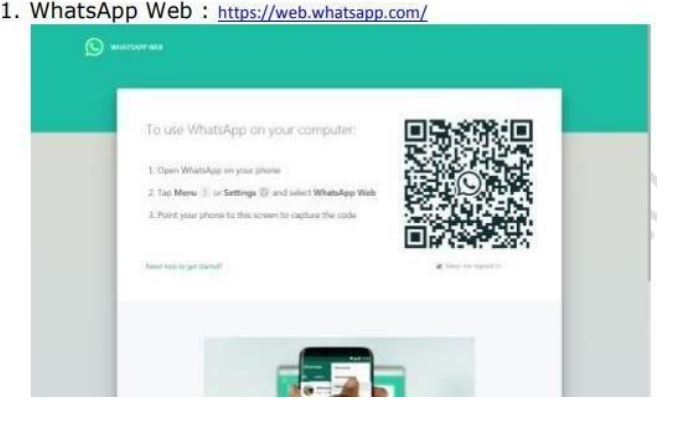 1. WhatsApp Web : https://web.whatsapp.com/
WHATSAPP WEB
To use WhatsApp on your computer:
1. Open WhatsApp on your phone
2. Tap Menu or Settings and select WhatsApp Web
3. Point your phone to this screen to capture the code
Need help to get started?
Keep me signed in